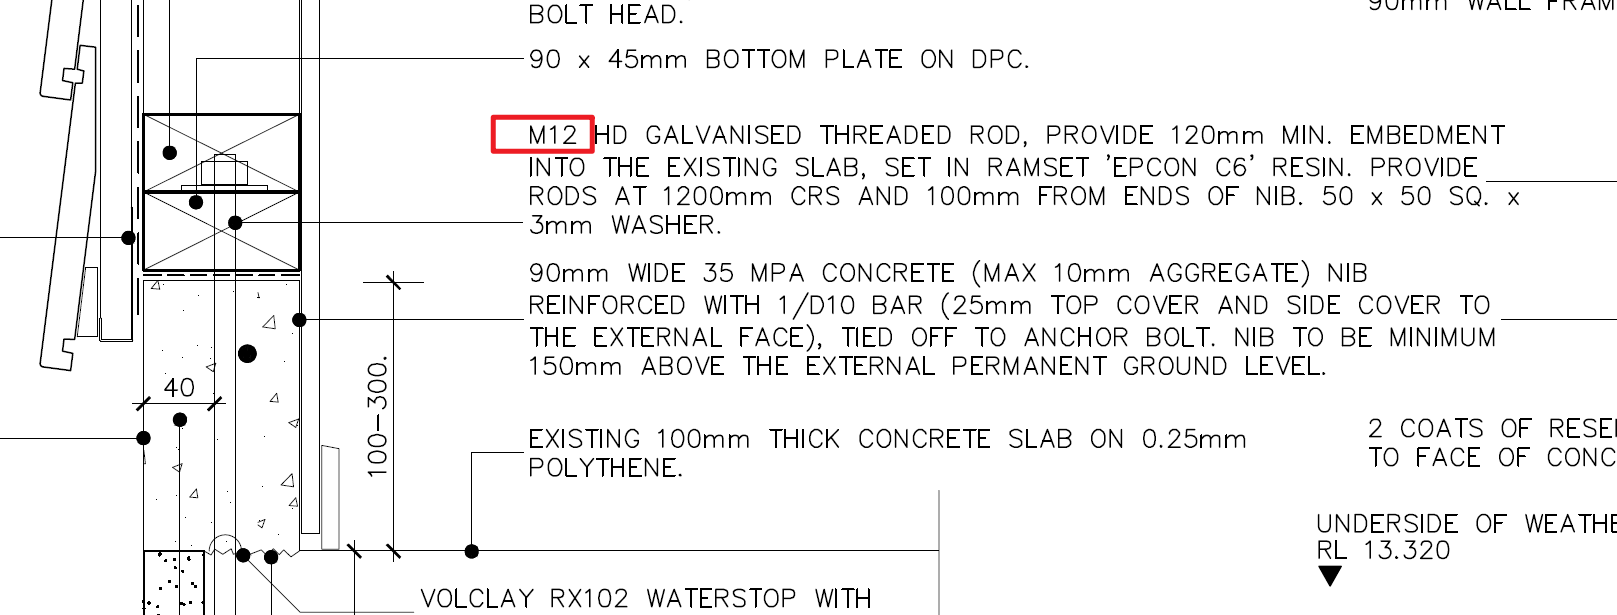 BOLT HEAD.
90 x 45mm BOTTOM PLATE ON DPC.
M12 HD GALVANISED THREADED ROD, PROVIDE 120mm MIN. EMBEDMENT
INTO THE EXISTING SLAB, SET IN RAMSET 'EPCON C6' RESIN. PROVIDE
RODS AT 1200mm CRS AND 100mm FROM ENDS OF NIB. 50 x 50 SQ. x
3mm WASHER.
90mm WIDE 35 MPA CONCRETE (MAX 10mm AGGREGATE) NIB
REINFORCED WITH 1/D10 BAR (25mm TOP COVER AND SIDE COVER TO
THE EXTERNAL FACE), TIED OFF TO ANCHOR BOLT. NIB TO BE MINIMUM
150mm ABOVE THE EXTERNAL PERMANENT GROUND LEVEL.
40
100-300.
EXISTING 100mm THICK CONCRETE SLAB ON 0.25mm
POLYTHENE.
VOLCLAY RX102 WATERSTOP WITH
90mm WALL FRAM
2 COATS OF RESE
TO FACE OF CONC
UNDERSIDE OF WEATHE
RL 13.320